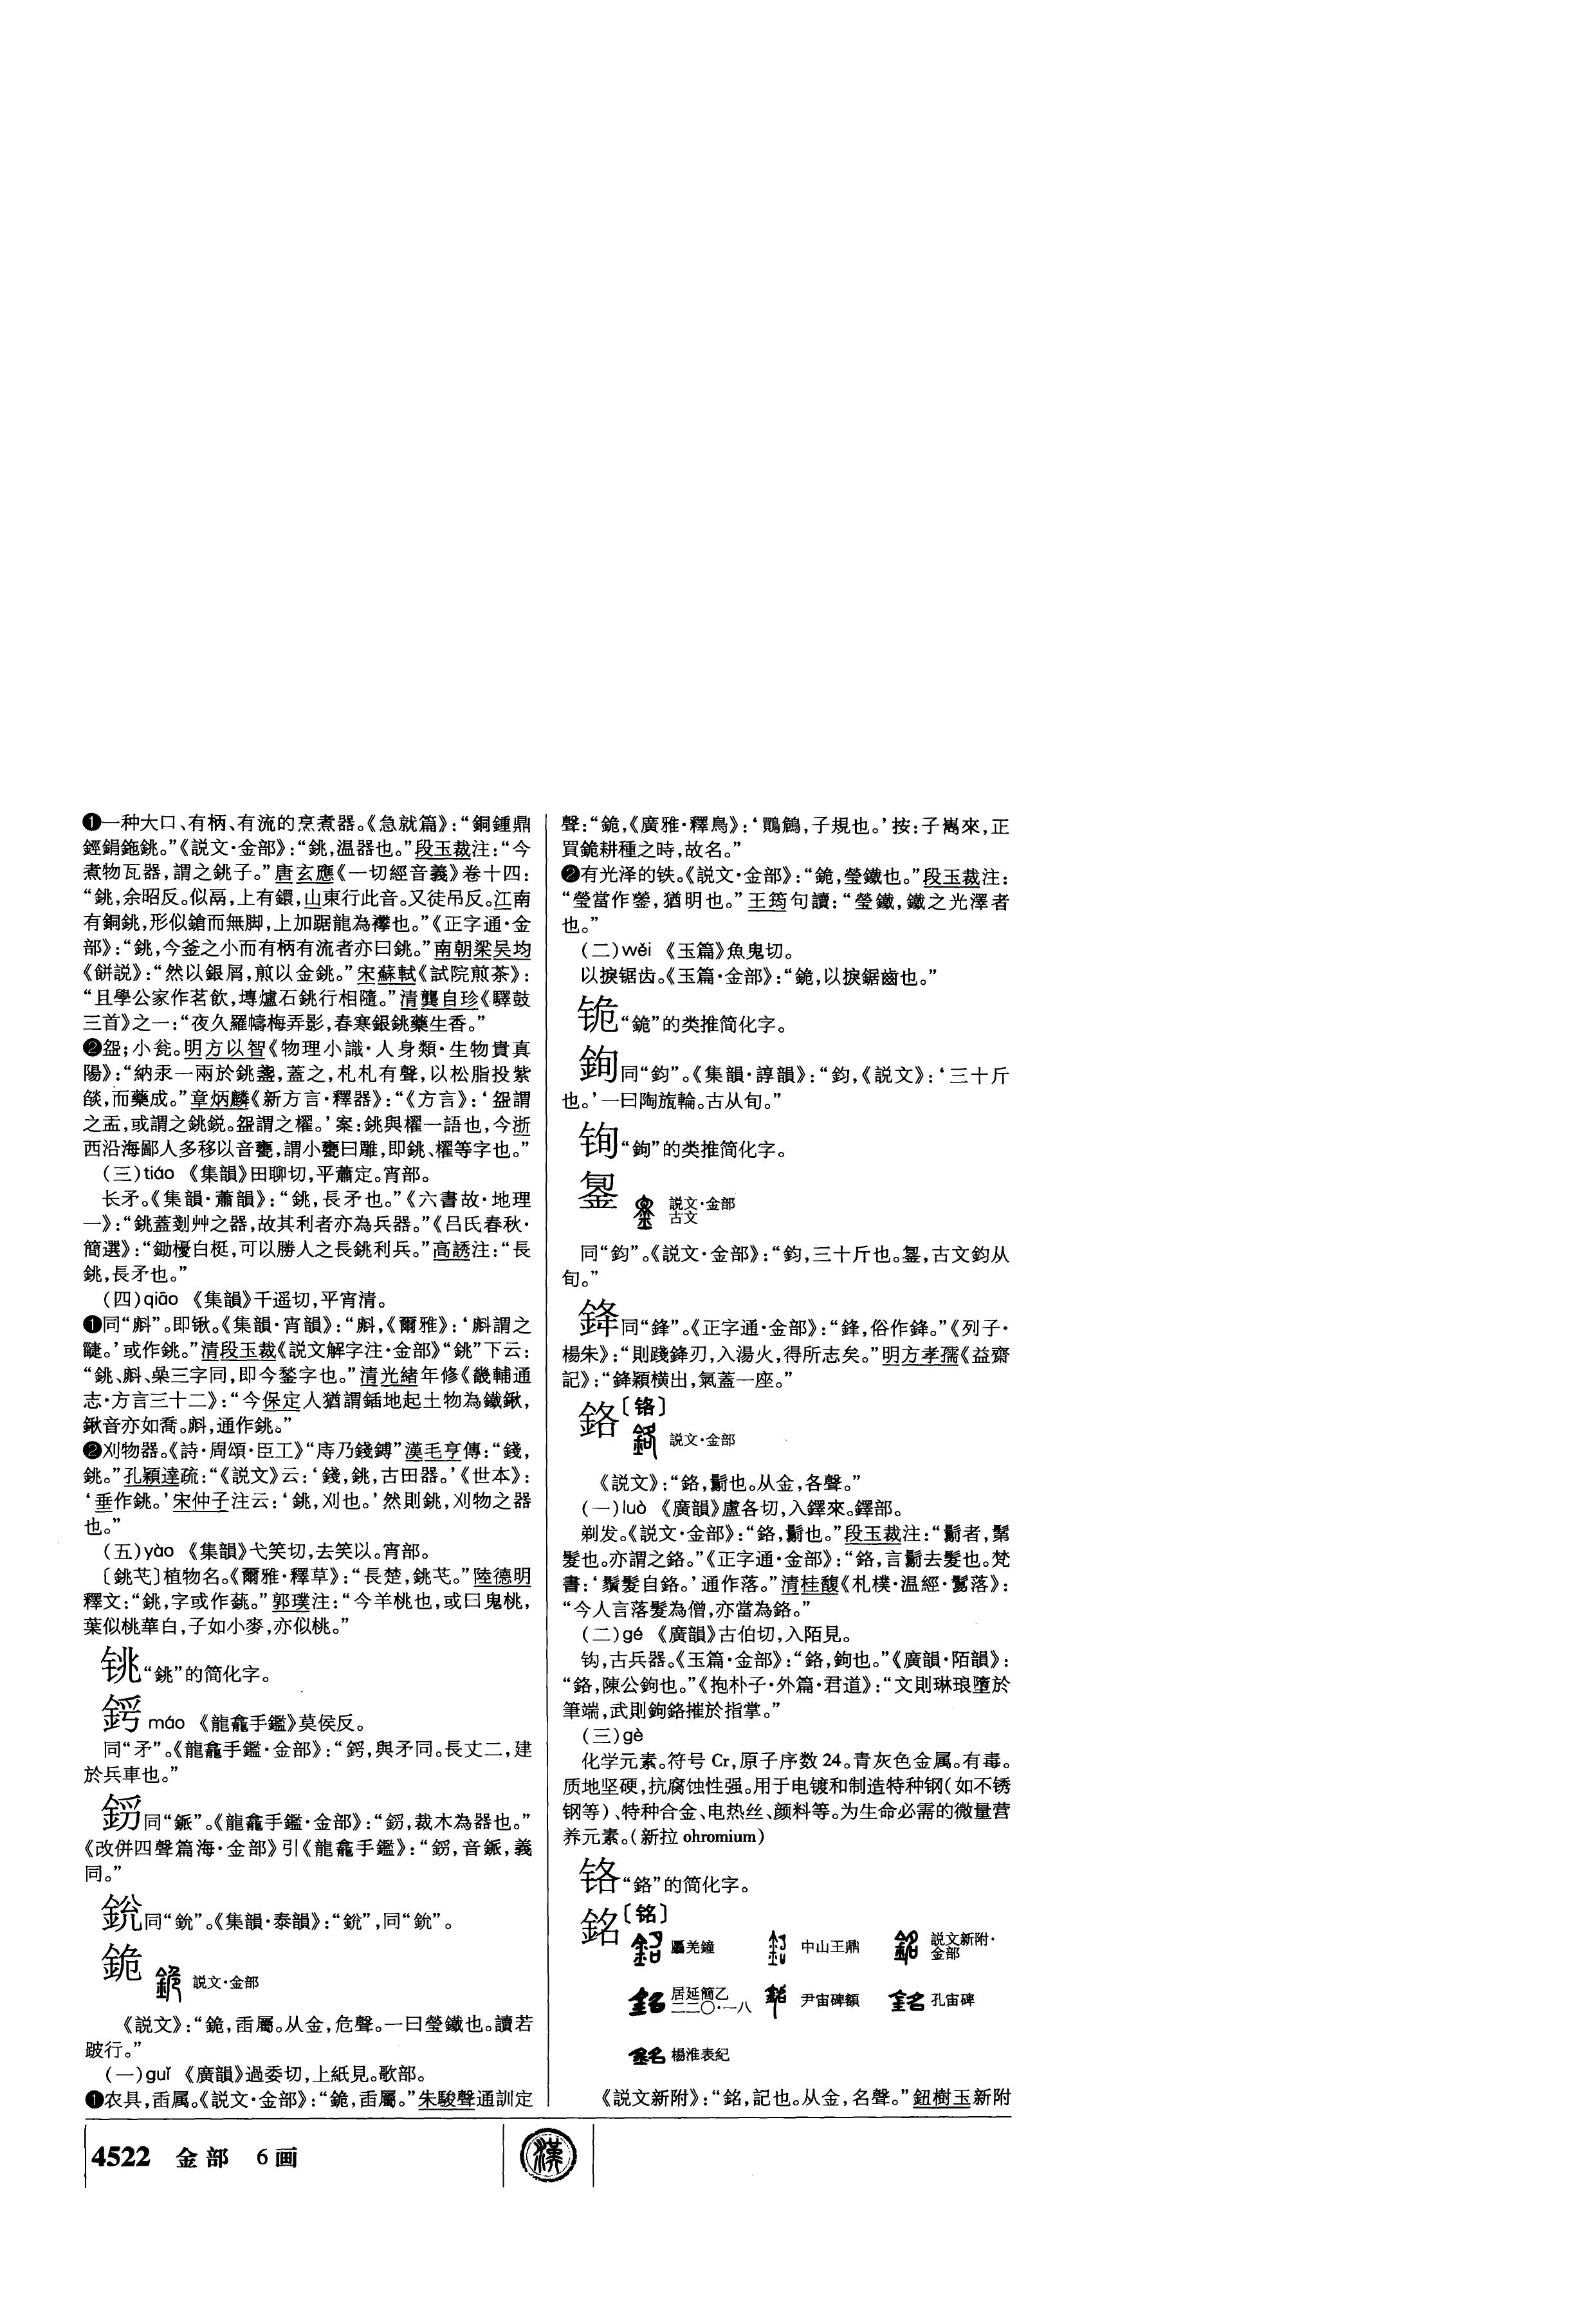 ❶一种大口、有柄、有流的烹煮器。《急就篇》：“銅鍾鼎
鋞鋗鉇銚。”《説文·金部》：“銚，温器也。”段玉裁注：“今
煮物瓦器，謂之銚子。”唐玄應《一切經音義》卷十四：
“銚，余昭反。似鬲，上有鐶，山東行此音。又徒吊反。江南
有銅銚，形似鎗而無脚，上加踞龍為襻也。”《正字通·金
部》：“銚，今釜之小而有柄有流者亦曰銚。”南朝梁吴均
《餅説》：“然以銀屑，煎以金銚。”宋蘇軾《試院煎茶》：
“且學公家作茗飲，塼爐石銚行相隨。”清龔自珍《驛鼓
三首》之一：“夜久羅幬梅弄影，春寒銀銚藥生香。”
❷盌；小瓮。明方以智《物理小識·人身類·生物貴真
陽》：“納汞一兩於銚盞，蓋之，札札有聲，以松脂投紫
燄，而藥成。”章炳麟《新方言·釋器》：“《方言》：‘盌謂
之盂，或謂之銚鋭。盌謂之櫂。’案：銚與櫂一語也，今浙
西沿海鄙人多移以音甕，謂小甕曰雕，即銚、櫂等字也。”
（三）tiáo 《集韻》田聊切，平蕭定。宵部。
长矛。《集韻·蕭韻》：“銚，長矛也。”《六書故·地理
一》：“銚蓋剗艸之器，故其利者亦為兵器。”《吕氏春秋·
簡選》：“鋤櫌白梃，可以勝人之長銚利兵。”高誘注：“長
銚，長矛也。”
（四）qiāo 《集韻》千遥切，平宵清。
❶同“㪺”。即锹。《集韻·宵韻》：“㪺，《爾雅》：‘㪺謂之
疀。’或作銚。”清段玉裁《説文解字注·金部》“銚”下云：
“銚、㪺、喿三字同，即今鍫字也。”清光緒年修《畿輔通
志·方言三十二》：“今保定人猶謂鍤地起土物為鐵鍬，
鍬音亦如喬。㪺，通作銚。”
❷刈物器。《詩·周頌·臣工》“庤乃錢鎛”漢毛亨傳：“錢，
銚。”孔穎達疏：“《説文》云：‘錢，銚，古田器。’《世本》：
‘垂作銚。’宋仲子注云：‘銚，刈也。’然則銚，刈物之器
也。”
（五）yào 《集韻》弋笑切，去笑以。宵部。
〔銚芅〕植物名。《爾雅·釋草》：“長楚，銚芅。”陸德明
釋文：“銚，字或作䓬。”郭璞注：“今羊桃也，或曰鬼桃，
葉似桃華白，子如小麥，亦似桃。”
铫“銚”的简化字。
máo 《龍龕手鑑》莫侯反。
同“矛”。《龍龕手鑑·金部》：“，與矛同。長丈二，建
於兵車也。”
同“鎃”。《龍龕手鑑·金部》：“，裁木為器也。”
《改併四聲篇海·金部》引《龍龕手鑑》：“，音鎃，義
同。”
同“鋭”。《集韻·泰韻》：“鋭”，同“”。
鉋 説文·金部
《説文》：“鉋，臿屬。从金，危聲。一曰瑩鐵也。讀若
跛行。”
（一）guǐ 《廣韻》過委切，上紙見。歌部。
❶农具，臿属。《説文·金部》：“鉋，臿屬。”朱駿聲通訓定
聲：“鉋，《廣雅·釋鳥》：‘鷤鴂，子規也。’按：子嶲來，正
買鉋耕種之時，故名。”
❷有光泽的铁。《説文·金部》：“鉋，瑩鐵也。”段玉裁注：
“瑩當作鎣，猶明也。”王筠句讀：“瑩鐵，鐵之光澤者
也。”
（二）wěi 《玉篇》魚鬼切。
以捩锯齿。《玉篇·金部》：“鉋，以捩鋸齒也。”
“鉋”的类推简化字。
銁同“鈞”。《集韻·諄韻》：“鈞，《説文》：‘三十斤
也。’一曰陶旊輪。古从旬。”
“銁”的类推简化字。
銞 説文·金部
古文
同“鈞”。《説文·金部》：“鈞，三十斤也。銞，古文鈞从
旬。”
鋒同“鋒”。《正字通·金部》：“鋒，俗作鋒。”《列子·
楊朱》：“則踐鋒刃，入湯火，得所志矣。”明方孝孺《益齋
記》：“鋒穎横出，氣蓋一座。”
鉻〔铬〕
説文·金部
《説文》：“鉻，鬄也。从金，各聲。”
（一）luò 《廣韻》盧各切，入鐸來。鐸部。
剃发。《説文·金部》：“鉻，鬄也。”段玉裁注：“鬄者，鬀
髮也。亦謂之鉻。”《正字通·金部》：“鉻，言鬄去髮也。梵
書：‘鬚髮自鉻。’通作落。”清桂馥《札樸·温經·鬒落》：
“今人言落髮為僧，亦當為鉻。”
（二）gé 《廣韻》古伯切，入陌見。
钩，古兵器。《玉篇·金部》：“鉻，鉤也。”《廣韻·陌韻》：
“鉻，陳公鉤也。”《抱朴子·外篇·君道》：“文則琳琅墮於
筆端，武則鉤鉻摧於指掌。”
（三）gè
化学元素。符号 Cr，原子序数 24。青灰色金属。有毒。
质地坚硬，抗腐蚀性强。用于电镀和制造特种钢（如不锈
钢等）、特种合金、电热丝、颜料等。为生命必需的微量营
养元素。（新拉 ohromium）
铬“鉻”的简化字。
銘〔铭〕
羌鐘 中山王鼎 説文新附·
金部
居延簡乙
二二〇·一八 尹宙碑額 孔宙碑
楊淮表紀
《説文新附》：“銘，記也。从金，名聲。”鈕樹玉新附
4522 金部 6画
漢